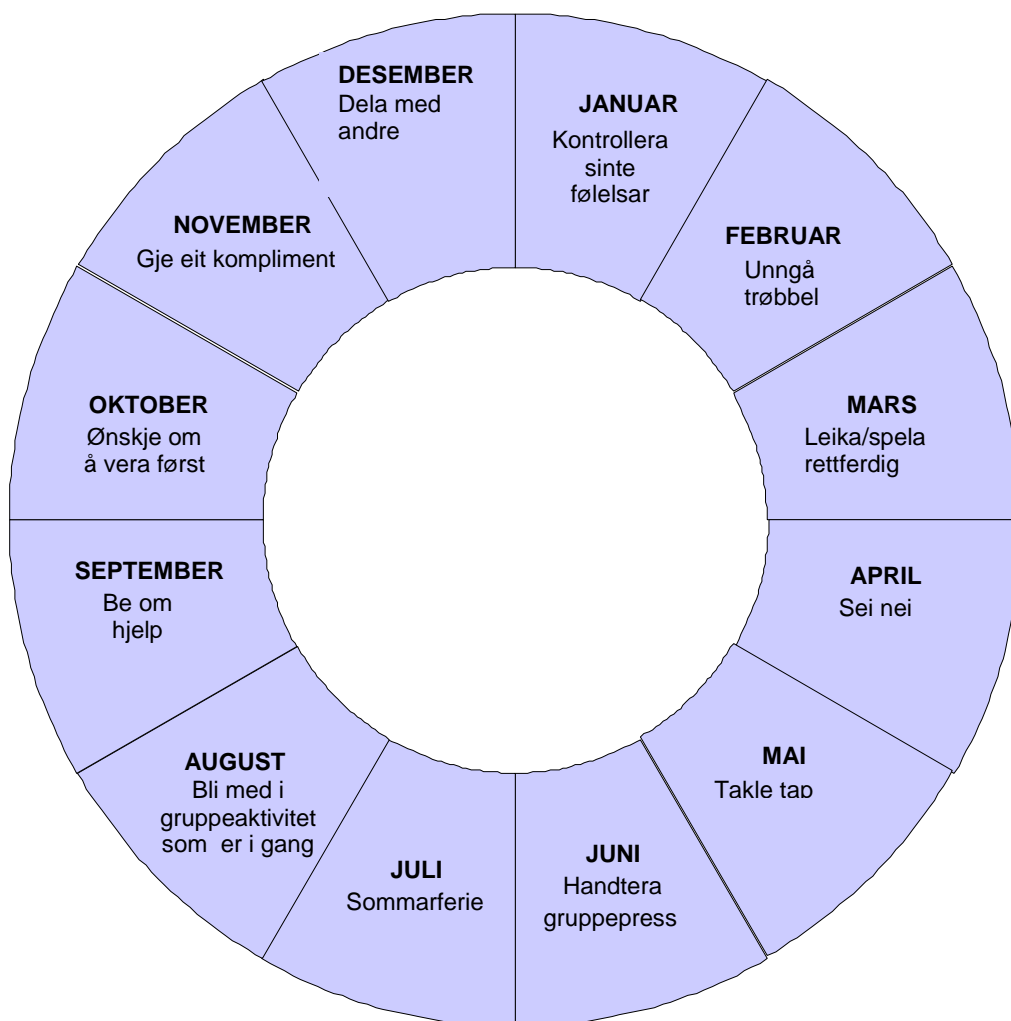 JANUAR
Kontrollera
sinte
følelsar
FEBRUAR
Unngå
trøbbel
MARS
Leika/spela
rettferdig
APRIL
Sei nei
MAI
Takle tap
JUNI
Handtera
gruppepress
JULI
Sommarferie
AUGUST
Bli med i
gruppeaktivitet
som er i gang
SEPTEMBER
Be om
hjelp
OKTOBER
Ønskje om
å vera først
NOVEMBER
Gje eit kompliment
DESEMBER
Dela med
andre